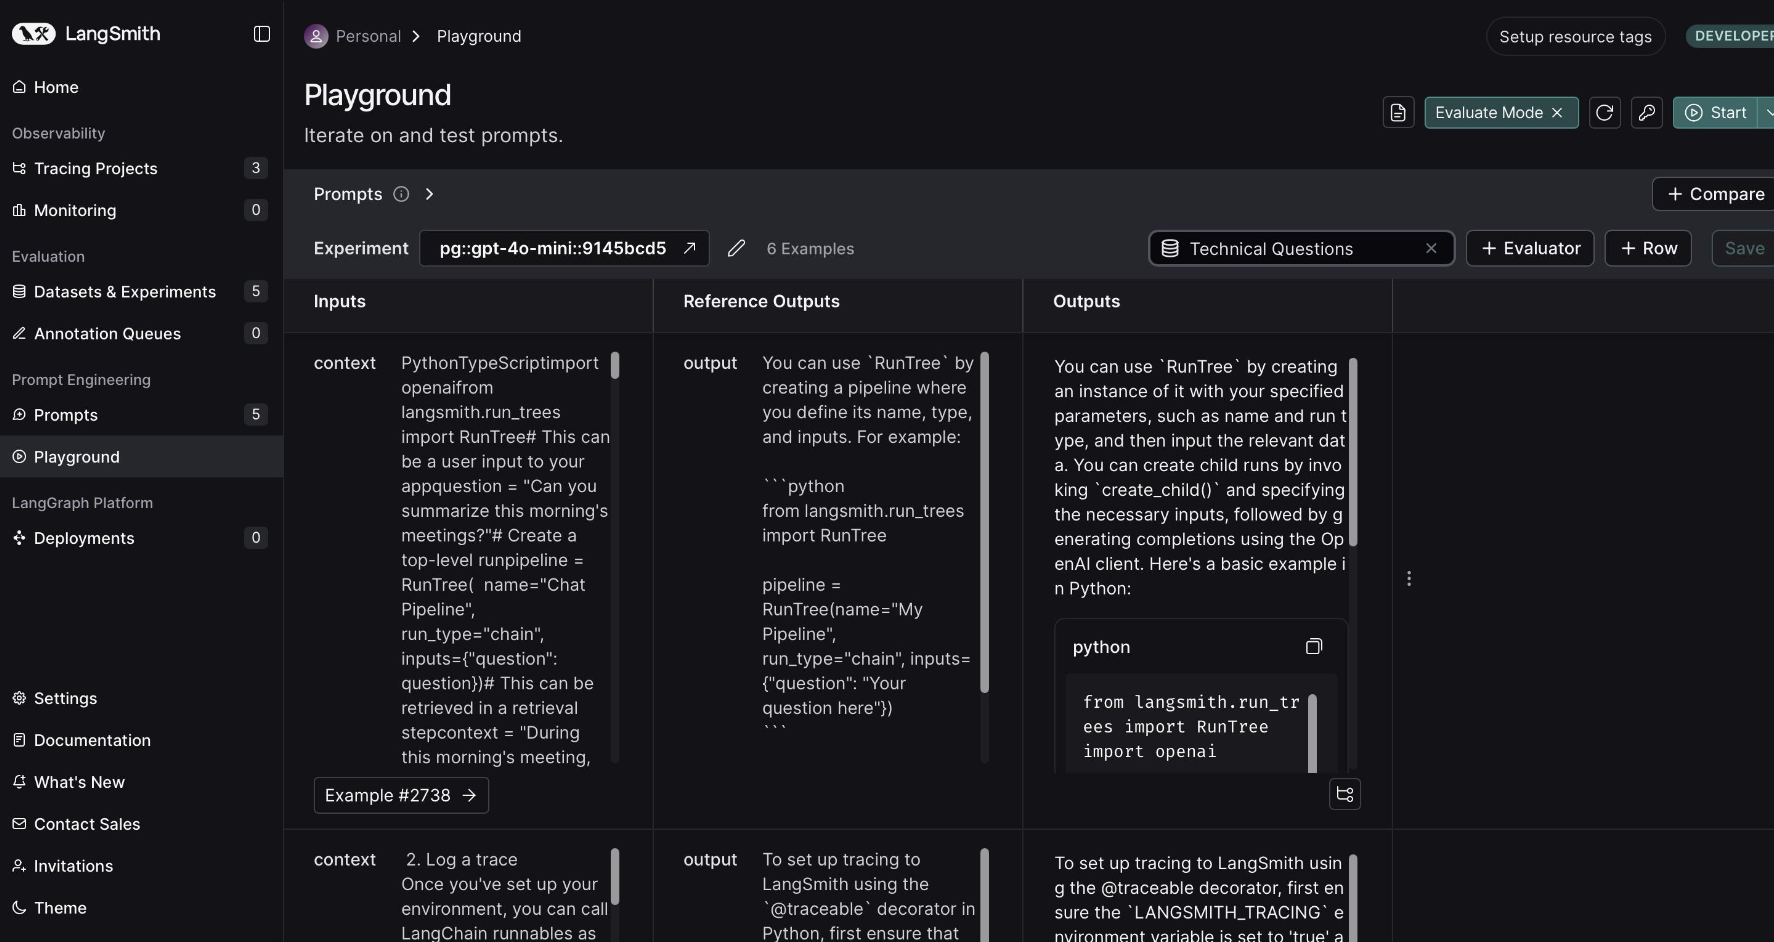 LangSmith
Home
Observability
Tracing Projects 3
Monitoring 0
Evaluation
Datasets & Experiments 5
Annotation Queues 0
Prompt Engineering
Prompts 5
Playground
LangGraph Platform
Deployments 0
Settings
Documentation
What's New
Contact Sales
Invitations
Theme
Personal > Playground
Setup resource tags
DEVELOPER
Playground
Iterate on and test prompts.
Evaluate Mode ×
Start
Prompts
+ Compare
Experiment pg::gpt-4o-mini::9145bcd5 6 Examples
Technical Questions ×
+ Evaluator
+ Row
Save
Inputs
Reference Outputs
Outputs
context
PythonTypeScriptimport
openaifrom
langsmith.run_trees
import RunTree# This can
be a user input to your
appquestion = "Can you
summarize this morning's
meetings?"# Create a
top-level runpipeline =
RunTree(  name="Chat
Pipeline",
run_type="chain",
inputs={"question":
question})# This can be
retrieved in a retrieval
stepcontext = "During
this morning's meeting,
Example #2738 →
output
You can use `RunTree` by
creating a pipeline where
you define its name, type,
and inputs. For example:
```python
from langsmith.run_trees
import RunTree
pipeline =
RunTree(name="My
Pipeline",
run_type="chain", inputs=
{"question": "Your
question here"})
```
You can use `RunTree` by creating
an instance of it with your specified
parameters, such as name and run t
ype, and then input the relevant dat
a. You can create child runs by invo
king `create_child()` and specifying
the necessary inputs, followed by g
enerating completions using the Op
enAI client. Here's a basic example i
n Python:
python
from langsmith.run_tr
ees import RunTree
import openai
context
2. Log a trace
Once you've set up your
environment, you can call
LangChain runnables as
output
To set up tracing to
LangSmith using the
`@traceable` decorator in
Python, first ensure that
To set up tracing to LangSmith usin
g the @traceable decorator, first en
sure the `LANGSMITH_TRACING` e
nvironment variable is set to 'true' a